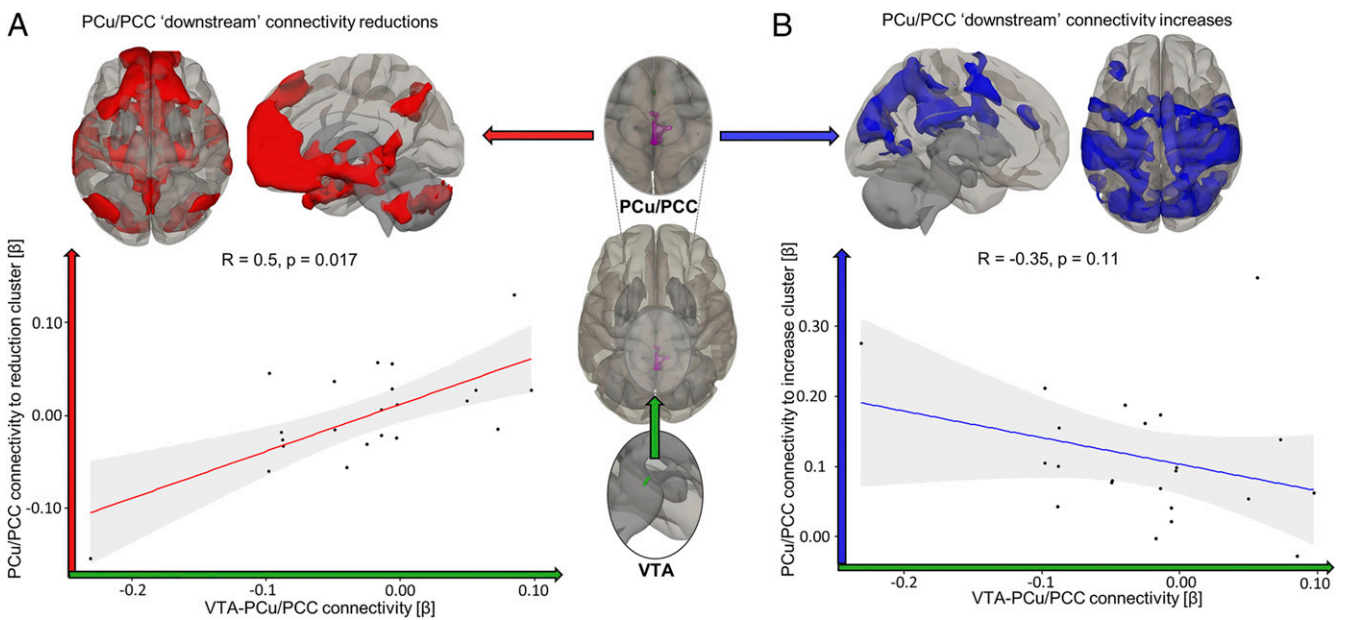 A
PCu/PCC ‘downstream’ connectivity reductions
B
PCu/PCC ‘downstream’ connectivity increases
PCu/PCC
R = 0.5, p = 0.017
PCu/PCC connectivity to reduction cluster [β]
0.10
0.00
-0.10
-0.2
-0.1
0.00
0.10
VTA-PCu/PCC connectivity [β]
VTA
R = -0.35, p = 0.11
PCu/PCC connectivity to increase cluster [β]
0.30
0.20
0.1
0.00
-0.2
-0.1
0.00
0.10
VTA-PCu/PCC connectivity [β]